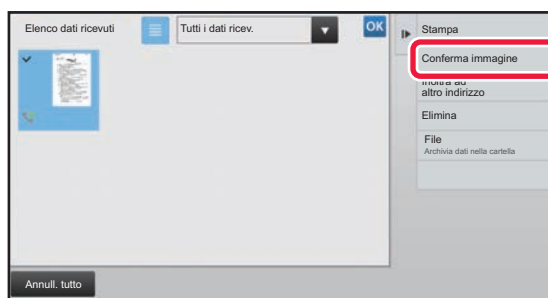 Elenco dati ricevuti
Tutti i dati ricev.
OK
Stampa
Conferma immagine
Inoltra ad
altro indirizzo
Elimina
File
Archivia dati nella cartella
Annull. tutto